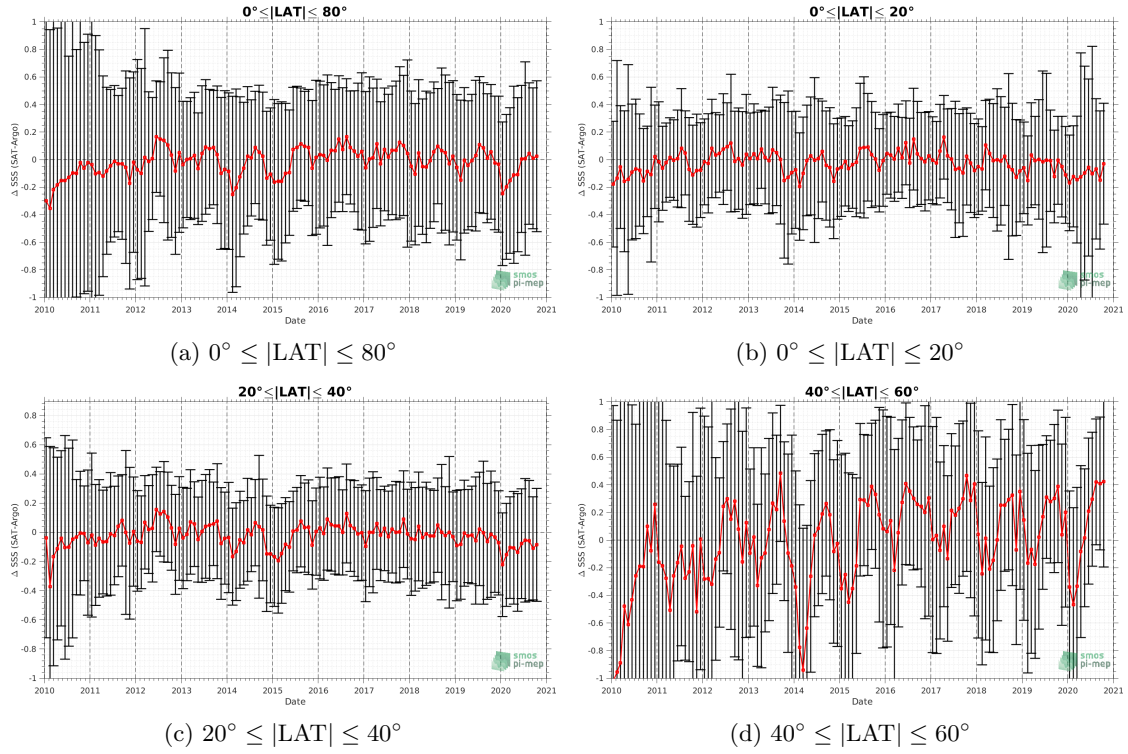 0°≤|LAT|≤ 80°
Δ SSS (SAT-Argo)
1
0.8
0.6
0.4
0.2
0
-0.2
-0.4
-0.6
-0.8
-1
2010 2011 2012 2013 2014 2015 2016 2017 2018 2019 2020 2021
Date
smos
pi-mep
(a) 0° ≤ |LAT| ≤ 80°
0°≤|LAT|≤ 20°
Δ SSS (SAT-Argo)
1
0.8
0.6
0.4
0.2
0
-0.2
-0.4
-0.6
-0.8
-1
2010 2011 2012 2013 2014 2015 2016 2017 2018 2019 2020 2021
Date
smos
pi-mep
(b) 0° ≤ |LAT| ≤ 20°
20°≤|LAT|≤ 40°
Δ SSS (SAT-Argo)
0.8
0.6
0.4
0.2
0
-0.2
-0.4
-0.6
-0.8
-1
2010 2011 2012 2013 2014 2015 2016 2017 2018 2019 2020 2021
Date
smos
pi-mep
(c) 20° ≤ |LAT| ≤ 40°
40°≤|LAT|≤ 60°
Δ SSS (SAT-Argo)
1
0.8
0.6
0.4
0.2
0
-0.2
-0.4
-0.6
-0.8
-1
2010 2011 2012 2013 2014 2015 2016 2017 2018 2019 2020 2021
Date
smos
pi-mep
(d) 40° ≤ |LAT| ≤ 60°